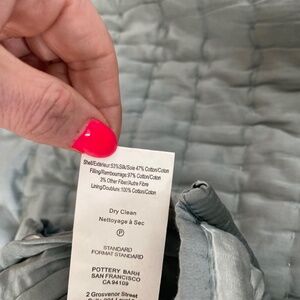 Shell/Exterieur: 53%Silk/Soie 47% Cotton/Coton
Filling/Rembourrage: 97% Cotton/Coton
3% Other Fiber/Autre Fibre
Lining/Doublure: 100% Cotton/Coton
Dry Clean
Nettoyage à Sec
P
STANDARD
FORMAT STANDARD
POTTERY BARN
SAN FRANCISCO
CA 94109
2 Grosvenor Street